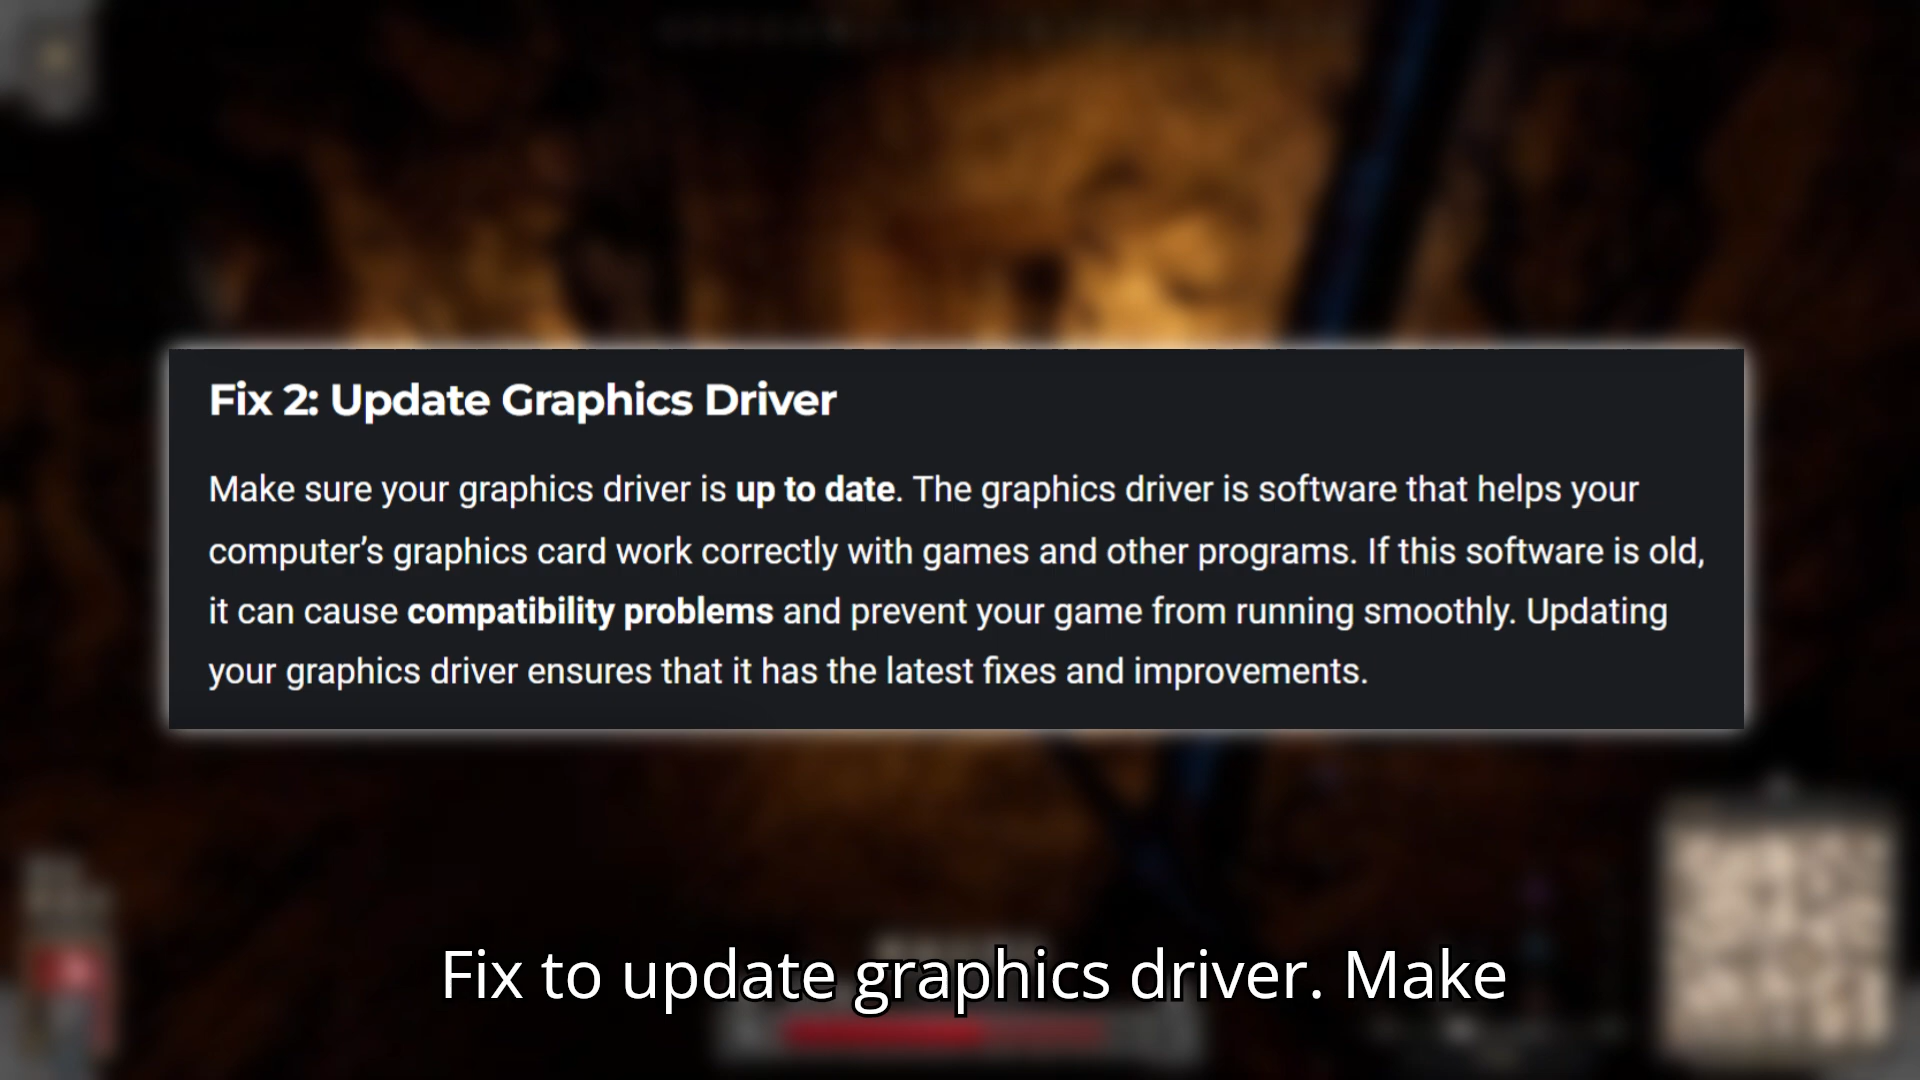 Fix 2: Update Graphics Driver
Make sure your graphics driver is up to date. The graphics driver is software that helps your
computer’s graphics card work correctly with games and other programs. If this software is old,
it can cause compatibility problems and prevent your game from running smoothly. Updating
your graphics driver ensures that it has the latest fixes and improvements.
Fix to update graphics driver. Make